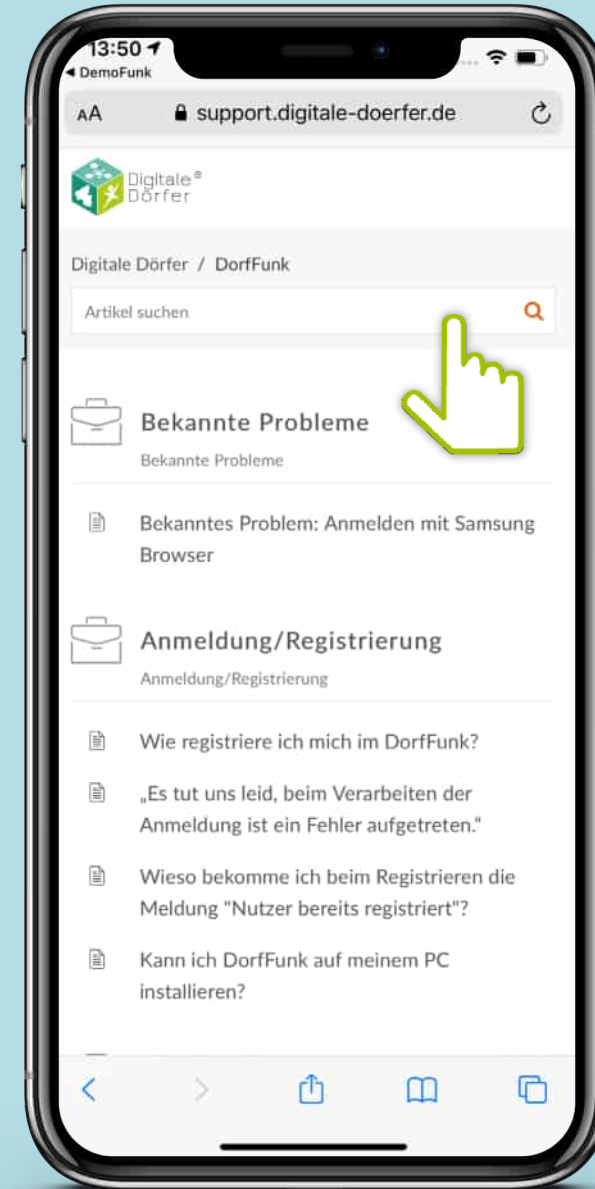 13:50
◀ DemoFunk
AA support.digitale-doerfer.de
Digitale®
Dörfer
Digitale Dörfer / DorfFunk
Artikel suchen
Bekannte Probleme
Bekannte Probleme
Bekanntes Problem: Anmelden mit Samsung
Browser
Anmeldung/Registrierung
Anmeldung/Registrierung
Wie registriere ich mich im DorfFunk?
„Es tut uns leid, beim Verarbeiten der
Anmeldung ist ein Fehler aufgetreten."
Wieso bekomme ich beim Registrieren die
Meldung "Nutzer bereits registriert"?
Kann ich DorfFunk auf meinem PC
installieren?